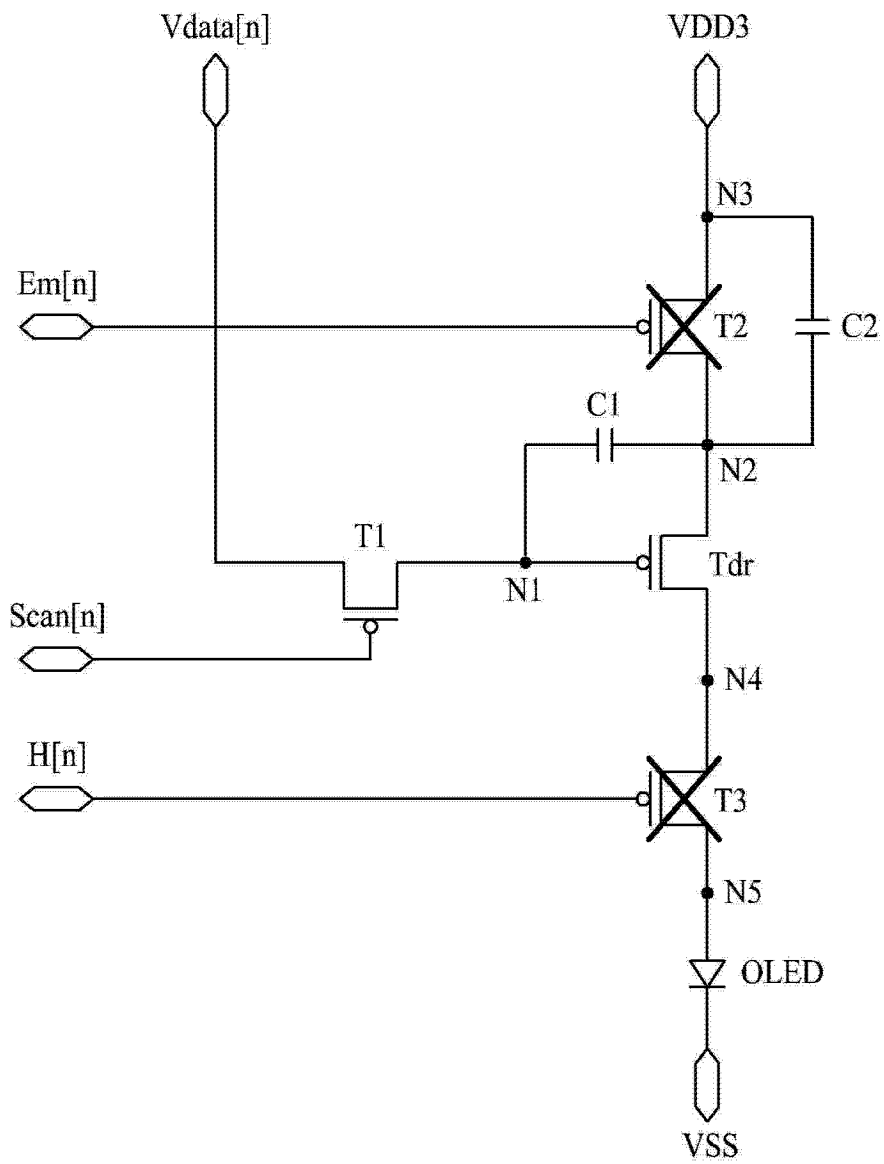 Vdata[n]
VDD3
N3
Em[n]
T2
C2
C1
N2
T1
N1
Tdr
Scan[n]
N4
H[n]
T3
N5
OLED
VSS